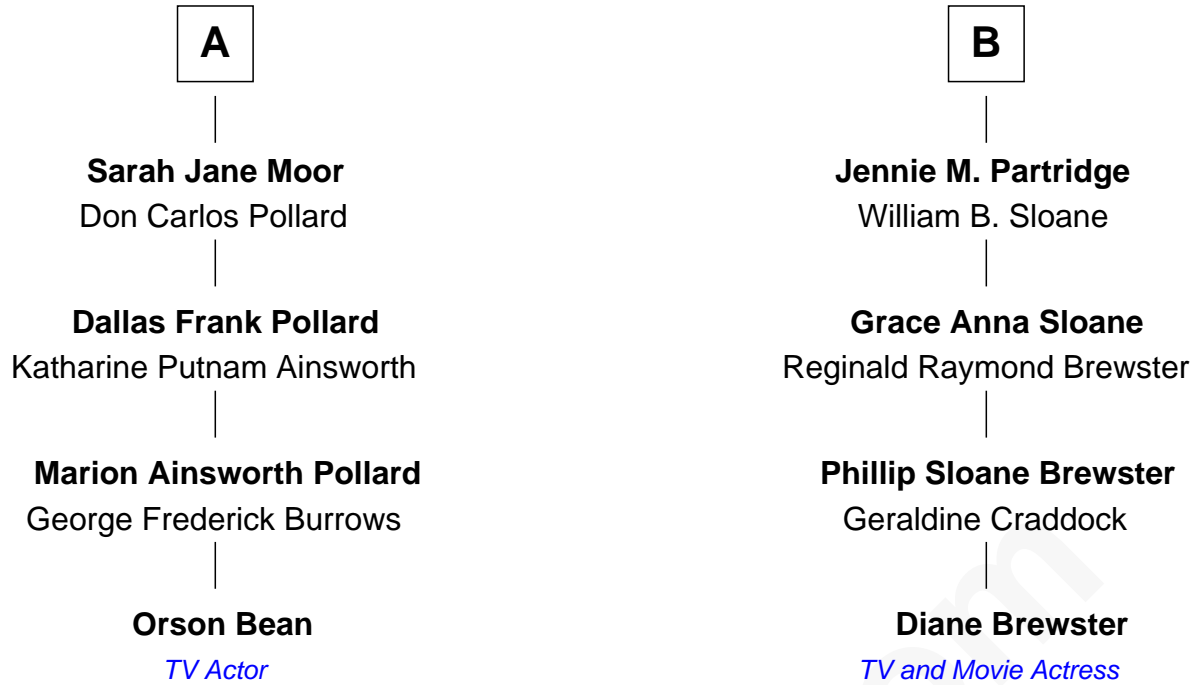 A
Sarah Jane Moor
Don Carlos Pollard
Dallas Frank Pollard
Katharine Putnam Ainsworth
Marion Ainsworth Pollard
George Frederick Burrows
Orson Bean
TV Actor
B
Jennie M. Partridge
William B. Sloane
Grace Anna Sloane
Reginald Raymond Brewster
Phillip Sloane Brewster
Geraldine Craddock
Diane Brewster
TV and Movie Actress